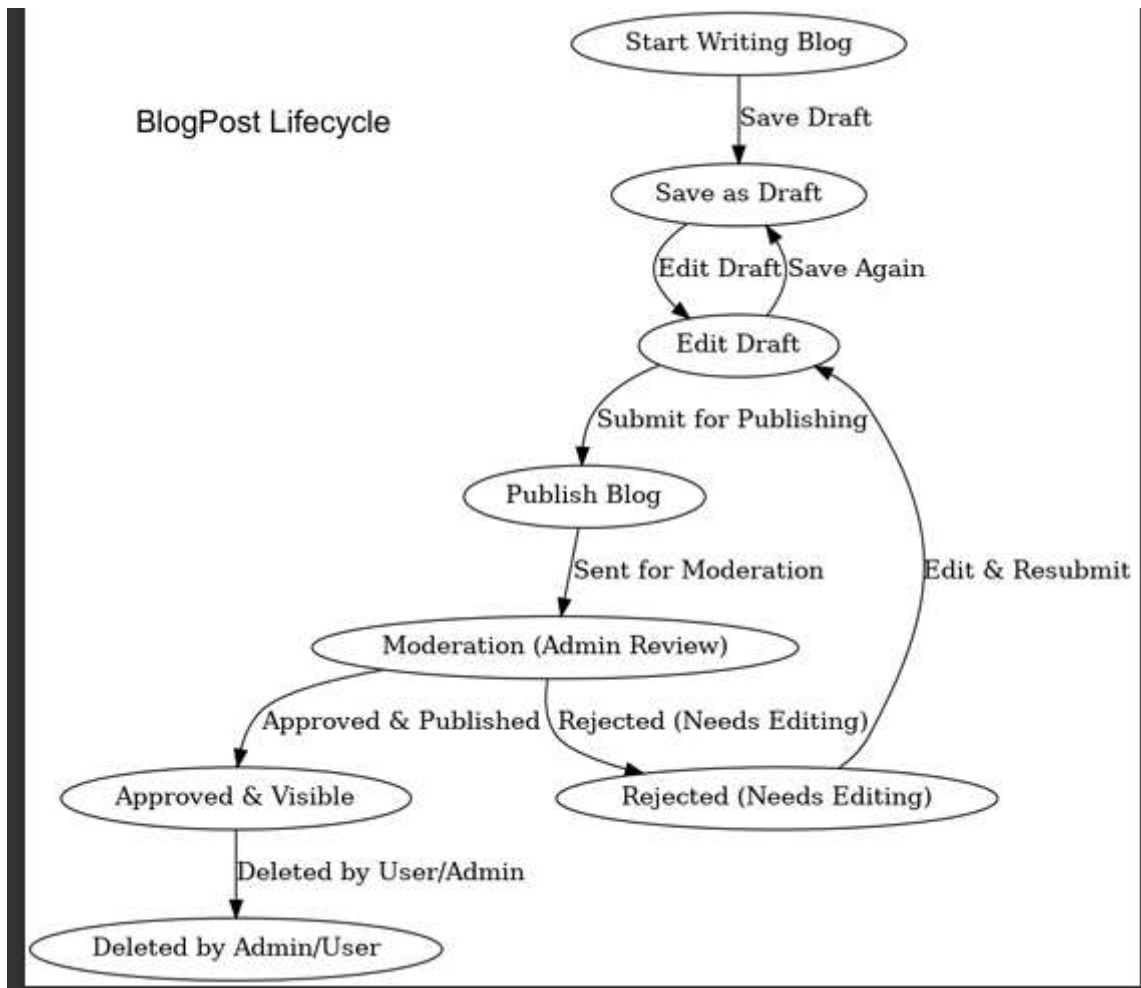 Start Writing Blog
BlogPost Lifecycle
Save Draft
Save as Draft
Edit Draft
Save Again
Edit Draft
Submit for Publishing
Publish Blog
Sent for Moderation
Edit & Resubmit
Moderation (Admin Review)
Approved & Published
Rejected (Needs Editing)
Approved & Visible
Rejected (Needs Editing)
Deleted by User/Admin
Deleted by Admin/User